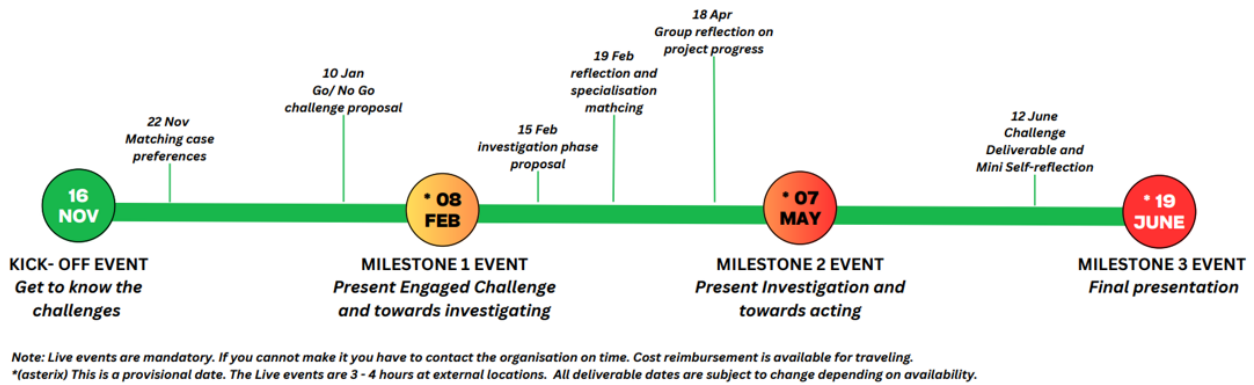 18 Apr
Group reflection on
project progress
19 Feb
reflection and
specialisation
mathcing
10 Jan
Go/ No Go
challenge proposal
22 Nov
Matching case
preferences
15 Feb
investigation phase
proposal
12 June
Challenge
Deliverable and
Mini Self-reflection
16
NOV
* 08
FEB
* 07
MAY
* 19
JUNE
KICK- OFF EVENT
Get to know the
challenges
MILESTONE 1 EVENT
Present Engaged Challenge
and towards investigating
MILESTONE 2 EVENT
Present Investigation and
towards acting
MILESTONE 3 EVENT
Final presentation
Note: Live events are mandatory. If you cannot make it you have to contact the organisation on time. Cost reimbursement is available for traveling.
*(asterix) This is a provisional date. The Live events are 3 - 4 hours at external locations. All deliverable dates are subject to change depending on availability.